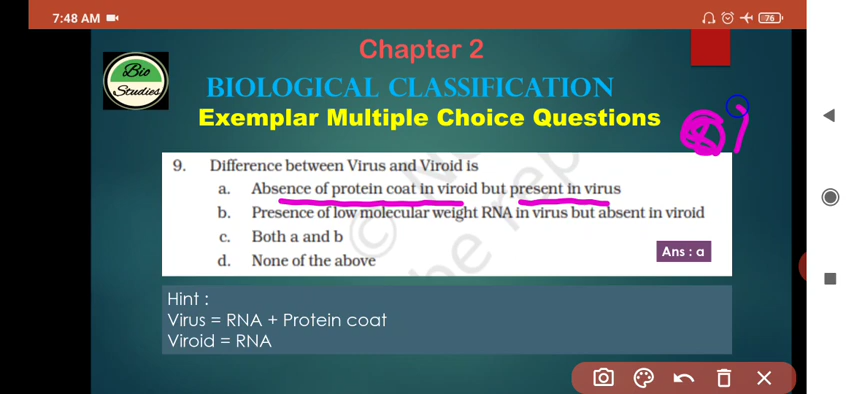 7:48 AM
76
Chapter 2
Bio
Studies
BIOLOGICAL CLASSIFICATION
Exemplar Multiple Choice Questions
9. Difference between Virus and Viroid is
a. Absence of protein coat in viroid but present in virus
b. Presence of low molecular weight RNA in virus but absent in viroid
c. Both a and b
d. None of the above
Ans : a
Hint :
Virus = RNA + Protein coat
Viroid = RNA